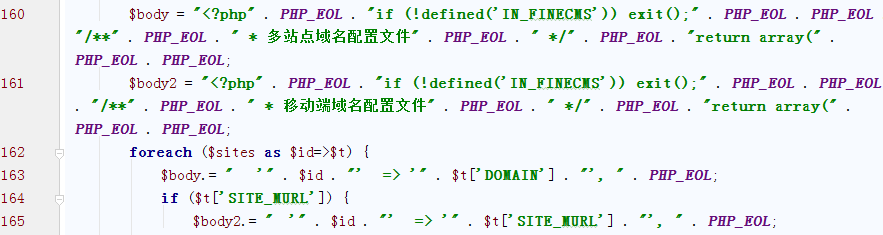 160 $body = "<?php" . PHP_EOL . "if (!defined('IN_FINECMS')) exit();" . PHP_EOL . PHP_EOL .
"/**" . PHP_EOL . " * 多站点域名配置文件" . PHP_EOL . " */" . PHP_EOL . "return array(" .
PHP_EOL . PHP_EOL;
161 $body2 = "<?php" . PHP_EOL . "if (!defined('IN_FINECMS')) exit();" . PHP_EOL . PHP_EOL
. "/**" . PHP_EOL . " * 移动端域名配置文件" . PHP_EOL . " */" . PHP_EOL . "return array(" .
PHP_EOL . PHP_EOL;
162 foreach ($sites as $id=>$t) {
163 $body.= "   '" . $id . "'  => '" . $t['DOMAIN'] . "', " . PHP_EOL;
164 if ($t['SITE_MURL']) {
165 $body2.= "  '" . $id . "'  => '" . $t['SITE_MURL'] . "', " . PHP_EOL;